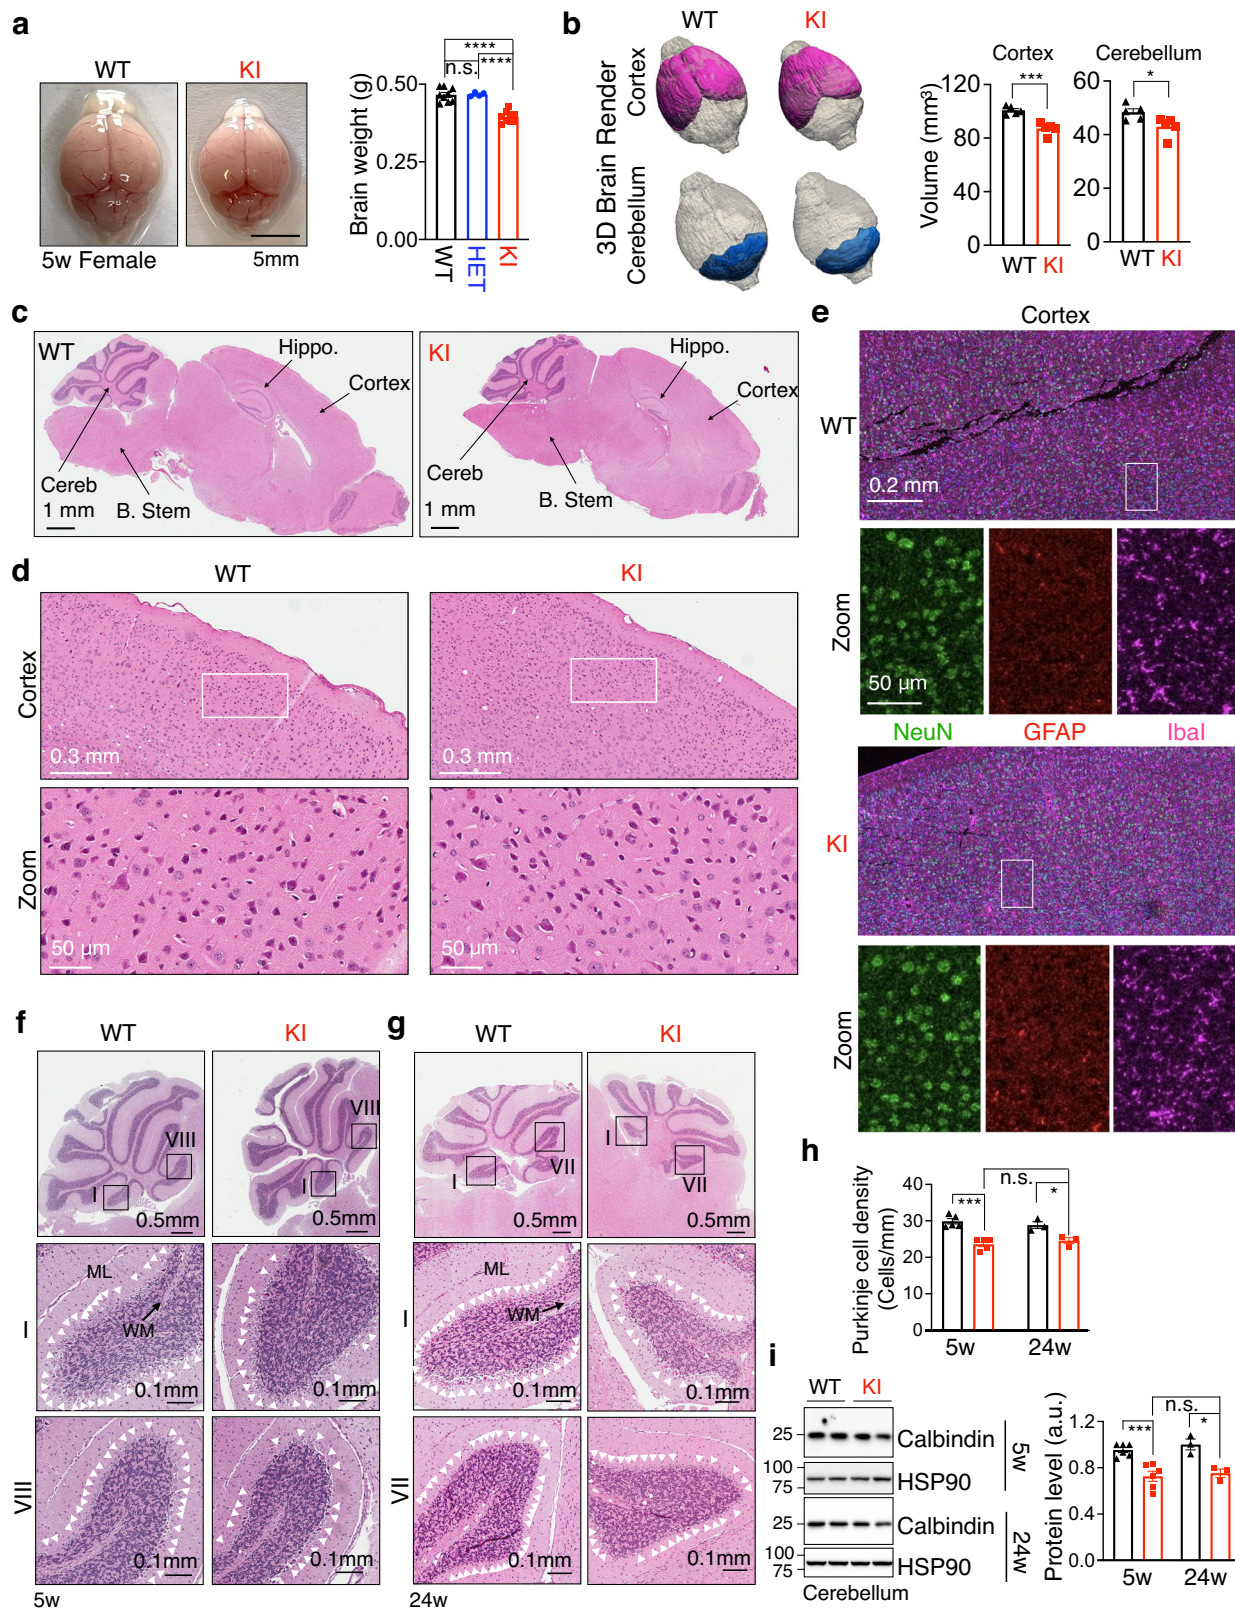 a
WT
KI
5w Female
5mm
Brain weight (g)
0.50
0.25
0.00
****
n.s.
****
WT
HET
KI
b
WT
KI
3D Brain Render
Cortex
Cerebellum
Volume (mm³)
Cortex
120
80
40
0
***
WT KI
Cerebellum
60
40
20
0
*
WT KI
c
WT
Hippo.
Cortex
Cereb
B. Stem
1 mm
KI
Hippo.
Cortex
Cereb
B. Stem
1 mm
d
WT
KI
Cortex
0.3 mm
0.3 mm
Zoom
50 µm
50 µm
e
Cortex
WT
0.2 mm
Zoom
50 µm
NeuN
GFAP
IbaI
KI
Zoom
f
WT
KI
VIII
I
0.5mm
VIII
I
0.5mm
I
ML
WM
0.1mm
0.1mm
VIII
0.1mm
0.1mm
5w
g
WT
KI
I
VII
0.5mm
I
VII
0.5mm
I
ML
WM
0.1mm
0.1mm
VII
0.1mm
0.1mm
24w
h
Purkinje cell density
(Cells/mm)
40
30
20
10
0
***
n.s.
*
5w
24w
i
WT
KI
25
Calbindin
100
75
HSP90
5w
25
Calbindin
100
75
HSP90
24w
Cerebellum
Protein level (a.u.)
1.2
0.8
0.4
0.0
***
n.s.
*
5w
24w